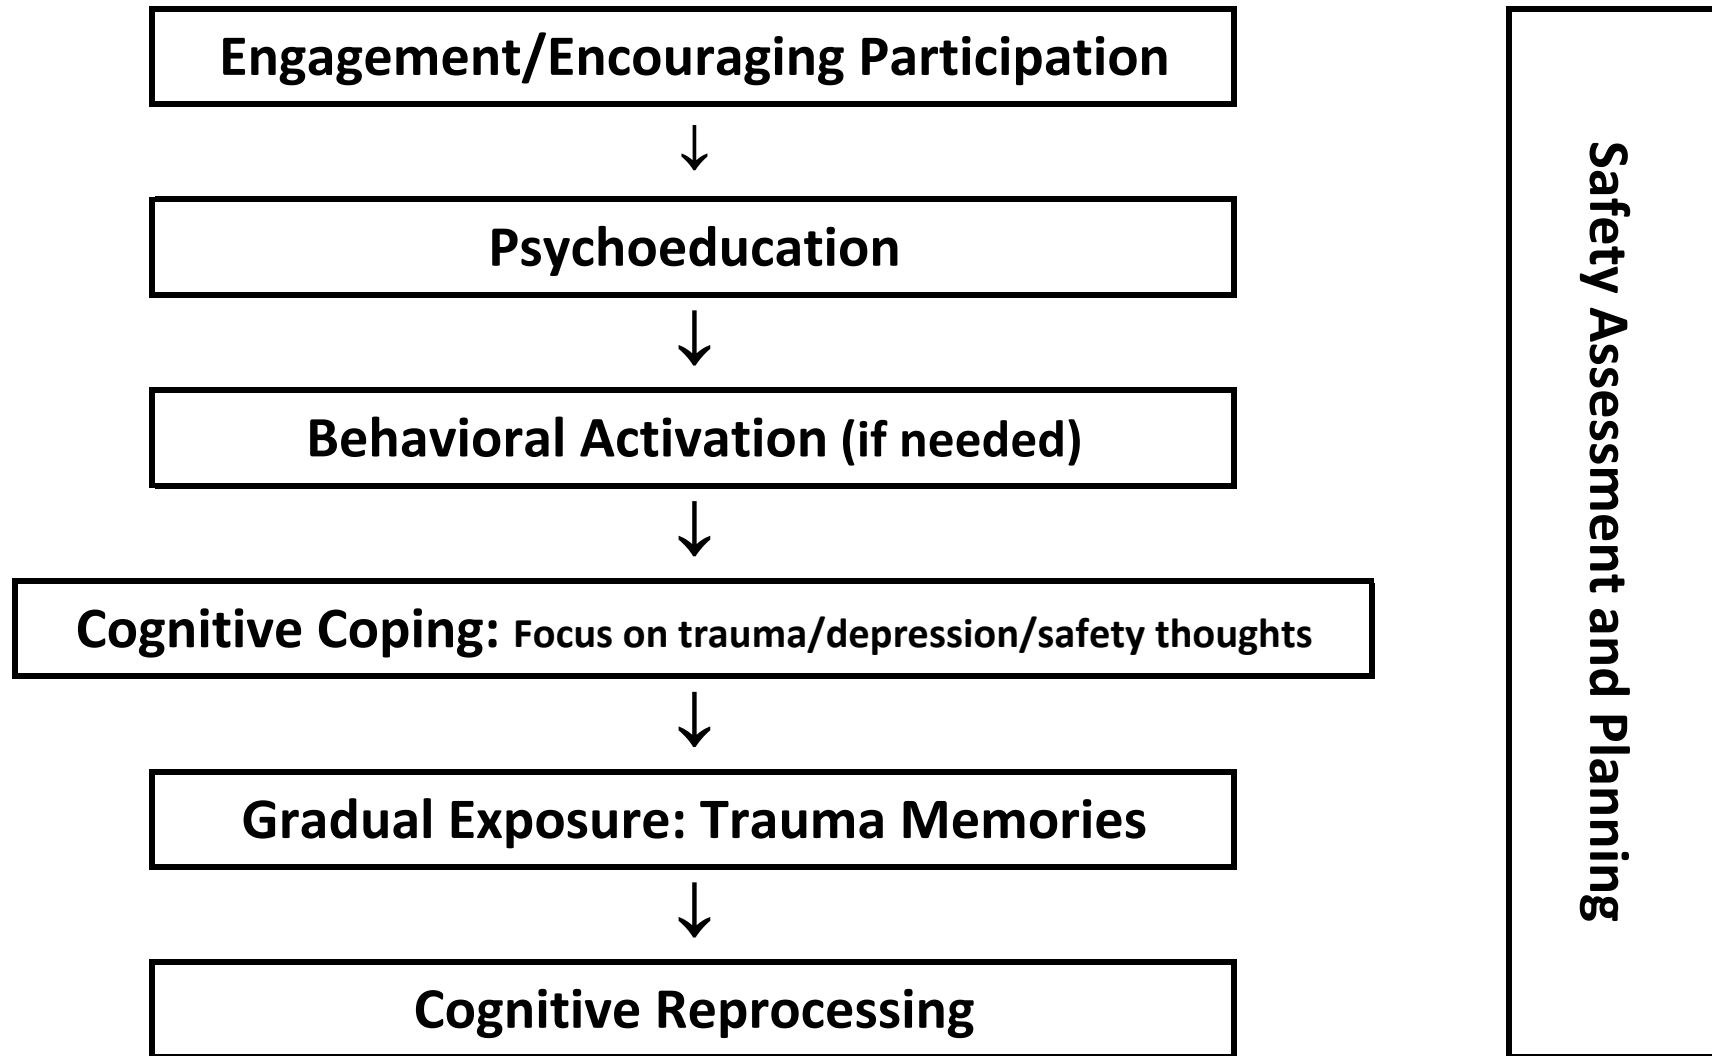 Engagement/Encouraging Participation
↓
Psychoeducation
↓
Behavioral Activation (if needed)
↓
Cognitive Coping: Focus on trauma/depression/safety thoughts
↓
Gradual Exposure: Trauma Memories
↓
Cognitive Reprocessing
Safety Assessment and Planning